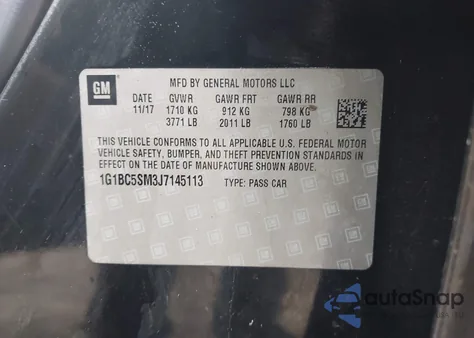 GM
MFD BY GENERAL MOTORS LLC
DATE GVWR GAWR FRT GAWR RR
11/17 1710 KG 912 KG 798 KG
3771 LB 2011 LB 1760 LB
THIS VEHICLE CONFORMS TO ALL APPLICABLE U.S. FEDERAL MOTOR
VEHICLE SAFETY, BUMPER, AND THEFT PREVENTION STANDARDS IN
EFFECT ON THE DATE OF MANUFACTURE SHOWN ABOVE.
1G1BC5SM3J7145113 TYPE: PASS CAR
autoSnap